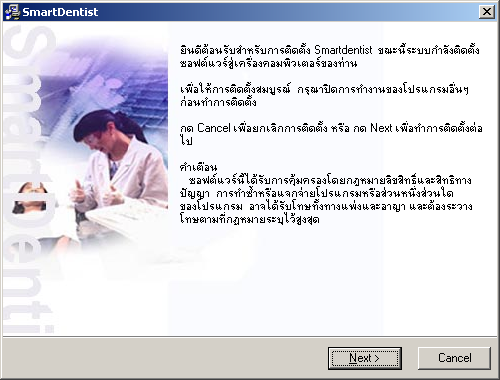 SmartDentist
Smart Denti
ยินดีต้อนรับสำหรับการติดตั้ง Smartdentist ขณะนี้ระบบกำลังติดตั้ง
ซอฟต์แวร์สู่เครื่องคอมพิวเตอร์ของท่าน
เพื่อให้การติดตั้งสมบูรณ์ กรุณาปิดการทำงานของโปรแกรมอื่นๆ
ก่อนทำการติดตั้ง
กด Cancel เพื่อยกเลิกการติดตั้ง หรือ กด Next เพื่อทำการติดตั้งต่อ
ไป
คำเตือน
ซอฟต์แวร์นี้ได้รับการคุ้มครองโดยกฎหมายลิขสิทธิ์และสิทธิทาง
ปัญญา การทำซ้ำหรือแจกจ่ายโปรแกรมหรือส่วนหนึ่งส่วนใด
ของโปรแกรม อาจได้รับโทษทั้งทางแพ่งและอาญา และต้องระวาง
โทษตามที่กฎหมายระบุไว้สูงสุด
Next >
Cancel